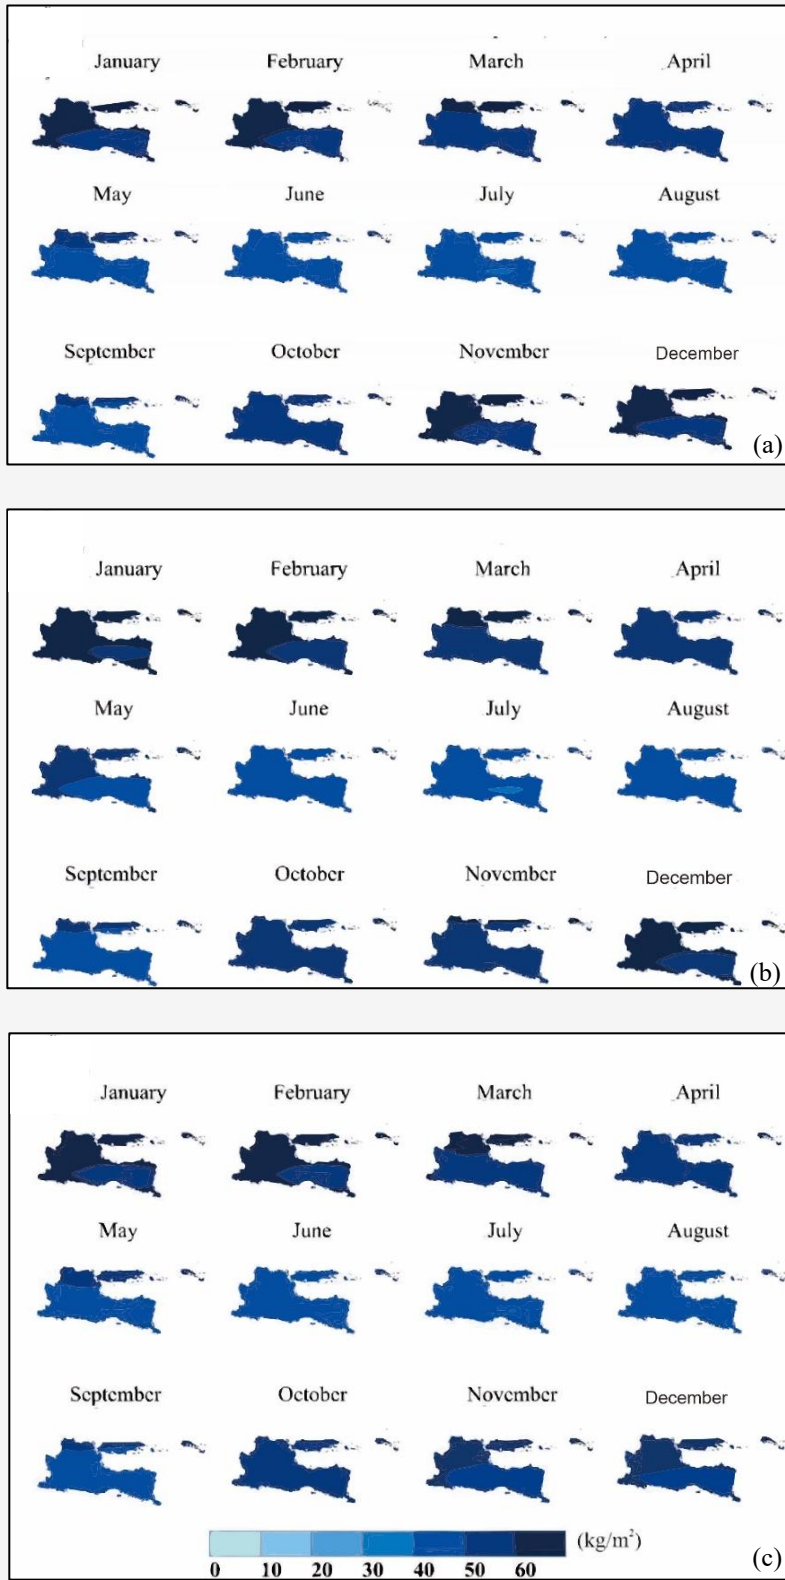 January February March April
May June July August
September October November December
(a)
January February March April
May June July August
September October November December
(b)
January February March April
May June July August
September October November December
(kg/m²)
0 10 20 30 40 50 60
(c)